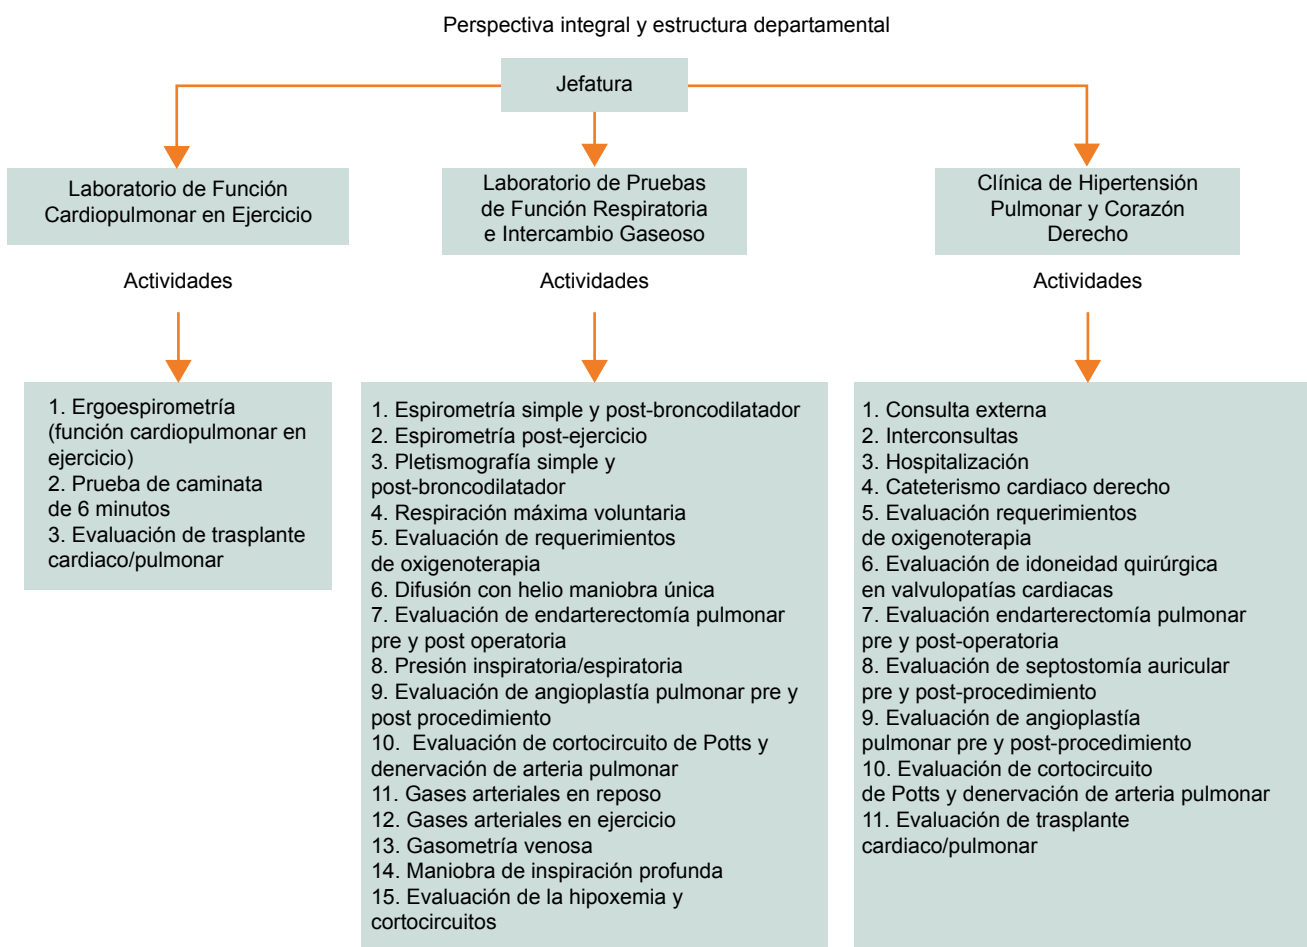 Perspectiva integral y estructura departamental
Jefatura
Laboratorio de Función
Cardiopulmonar en Ejercicio
Laboratorio de Pruebas
de Función Respiratoria
e Intercambio Gaseoso
Clínica de Hipertensión
Pulmonar y Corazón
Derecho
Actividades
Actividades
Actividades
1. Ergoespirometría
(función cardiopulmonar en
ejercicio)
2. Prueba de caminata
de 6 minutos
3. Evaluación de trasplante
cardiaco/pulmonar
1. Espirometría simple y post-broncodilatador
2. Espirometría post-ejercicio
3. Pletismografía simple y
post-broncodilatador
4. Respiración máxima voluntaria
5. Evaluación de requerimientos
de oxigenoterapia
6. Difusión con helio maniobra única
7. Evaluación de endarterectomía pulmonar
pre y post operatoria
8. Presión inspiratoria/espiratoria
9. Evaluación de angioplastía pulmonar pre y
post procedimiento
10. Evaluación de cortocircuito de Potts y
denervación de arteria pulmonar
11. Gases arteriales en reposo
12. Gases arteriales en ejercicio
13. Gasometría venosa
14. Maniobra de inspiración profunda
15. Evaluación de la hipoxemia y
cortocircuitos
1. Consulta externa
2. Interconsultas
3. Hospitalización
4. Cateterismo cardiaco derecho
5. Evaluación requerimientos
de oxigenoterapia
6. Evaluación de idoneidad quirúrgica
en valvulopatías cardiacas
7. Evaluación endarterectomía pulmonar
pre y post-operatoria
8. Evaluación de septostomía auricular
pre y post-procedimiento
9. Evaluación de angioplastía
pulmonar pre y post-procedimiento
10. Evaluación de cortocircuito
de Potts y denervación de arteria pulmonar
11. Evaluación de trasplante
cardiaco/pulmonar